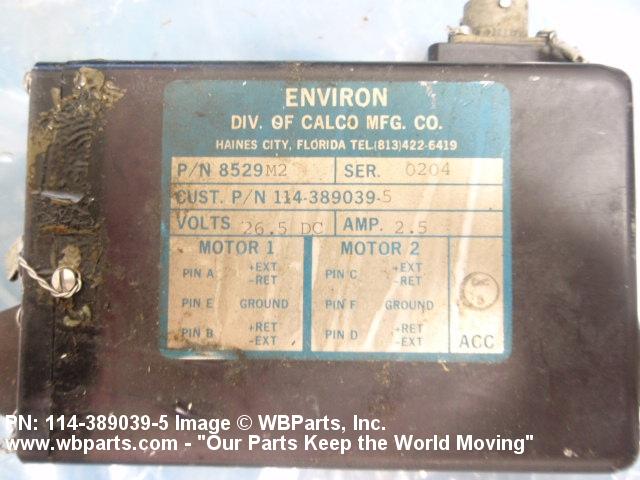 ENVIRON
DIV. OF CALCO MFG. CO.
HAINES CITY, FLORIDA TEL.(813)422-6419
P/N 8529M2 SER. 0204
CUST. P/N 114-389039-5
VOLTS 26.5 DC AMP. 2.5
MOTOR 1 MOTOR 2
PIN A +EXT -RET PIN C +EXT -RET
PIN E GROUND PIN F GROUND
PIN B +RET -EXT PIN D +RET -EXT
ACC
PN: 114-389039-5 Image © WBParts, Inc.
www.wbparts.com - "Our Parts Keep the World Moving"